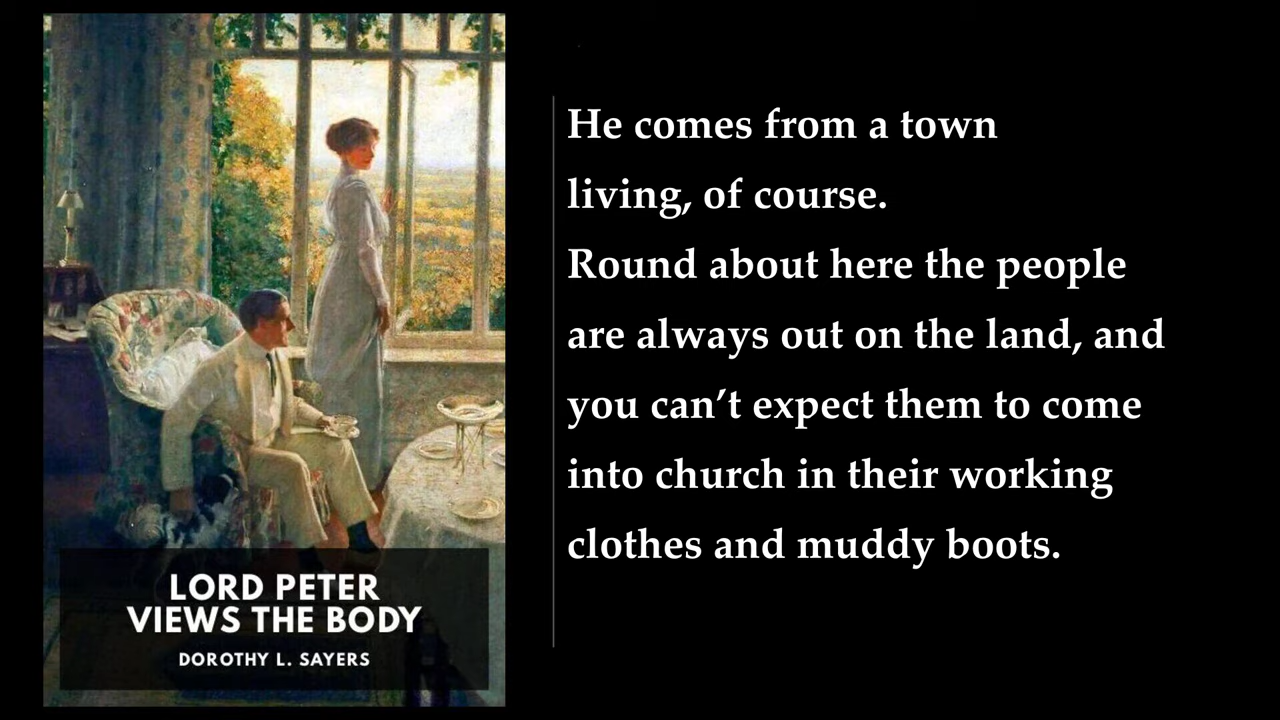 LORD PETER
VIEWS THE BODY
DOROTHY L. SAYERS
He comes from a town
living, of course.
Round about here the people
are always out on the land, and
you can’t expect them to come
into church in their working
clothes and muddy boots.